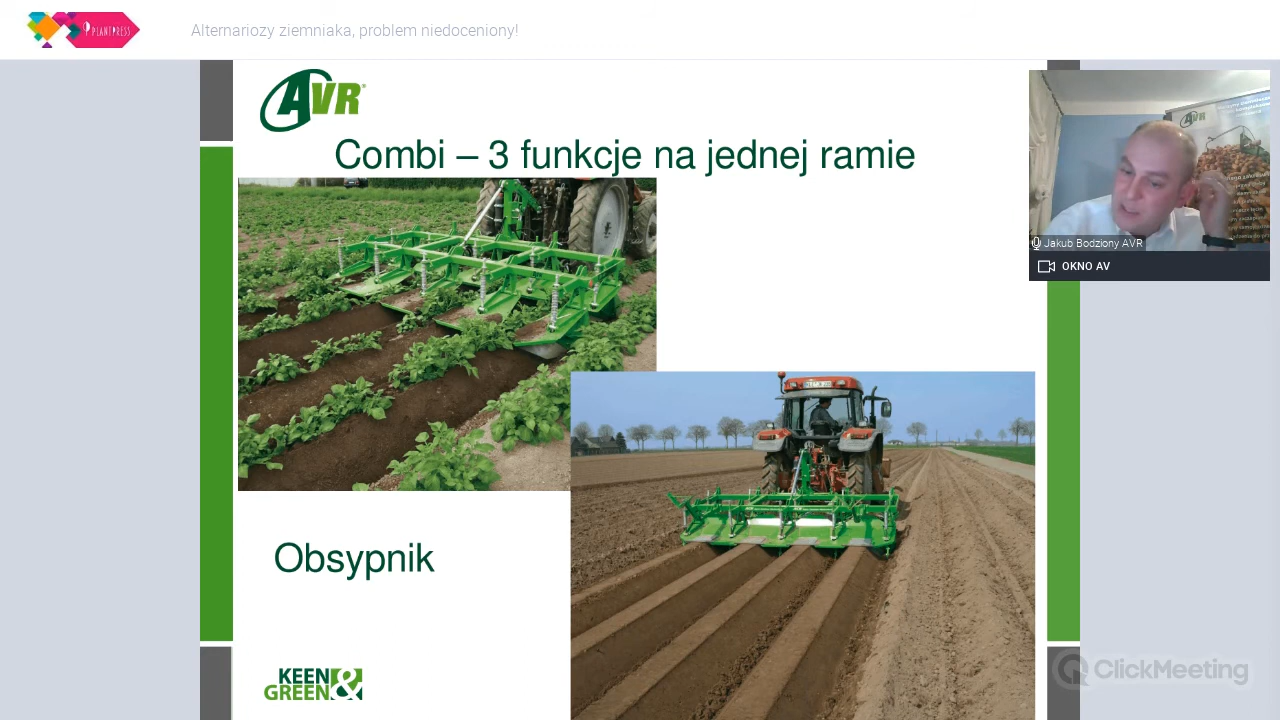 PLANTPRESS
Alternariozy ziemniaka, problem niedoceniony!
AVR
Combi – 3 funkcje na jednej ramie
Jakub Bodziony AVR
OKNO AV
Obsypnik
KEEN
GREEN&
ClickMeeting